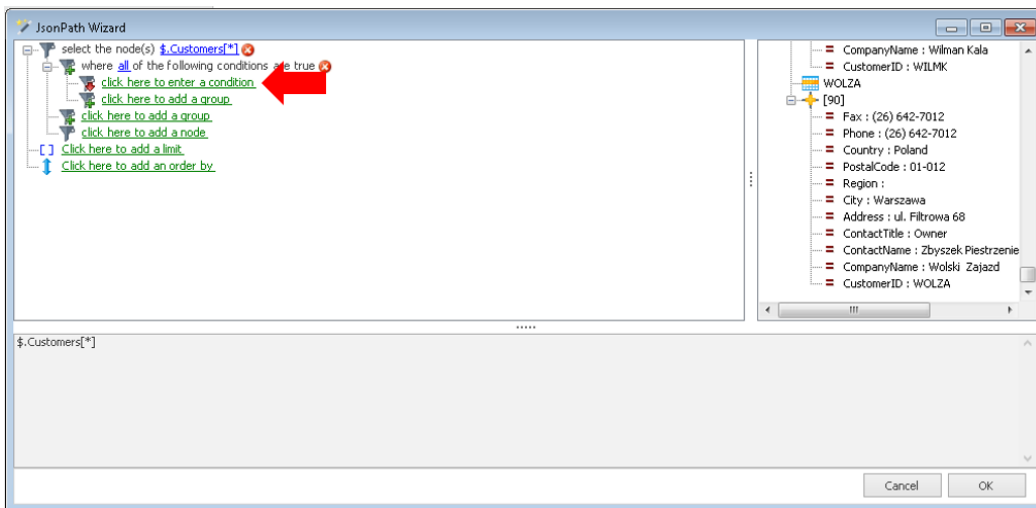 JsonPath Wizard
select the node(s) $.Customers[*]
where all of the following conditions are true
click here to enter a condition
click here to add a group
click here to add a group
click here to add a node
Click here to add a limit
Click here to add an order by
CompanyName : Wilman Kala
CustomerID : WILMK
WOLZA
[90]
Fax : (26) 642-7012
Phone : (26) 642-7012
Country : Poland
PostalCode : 01-012
Region :
City : Warszawa
Address : ul. Filtrowa 68
ContactTitle : Owner
ContactName : Zbyszek Piestrzenie
CompanyName : Wolski Zajazd
CustomerID : WOLZA
$.Customers[*]
Cancel OK